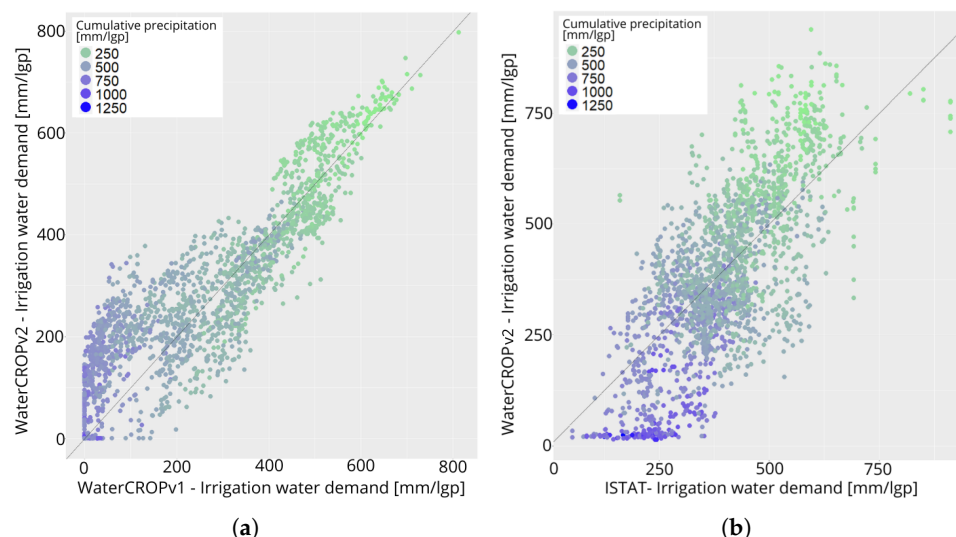 Cumulative precipitation
[mm/lgp]
250
500
750
1000
1250
800
600
400
200
0
WaterCROPv2 - Irrigation water demand [mm/lgp]
0 200 400 600 800
WaterCROPv1 - Irrigation water demand [mm/lgp]
(a)
Cumulative precipitation
[mm/lgp]
250
500
750
1000
1250
750
500
250
0
WaterCROPv2 - Irrigation water demand [mm/lgp]
0 250 500 750
ISTAT- Irrigation water demand [mm/lgp]
(b)